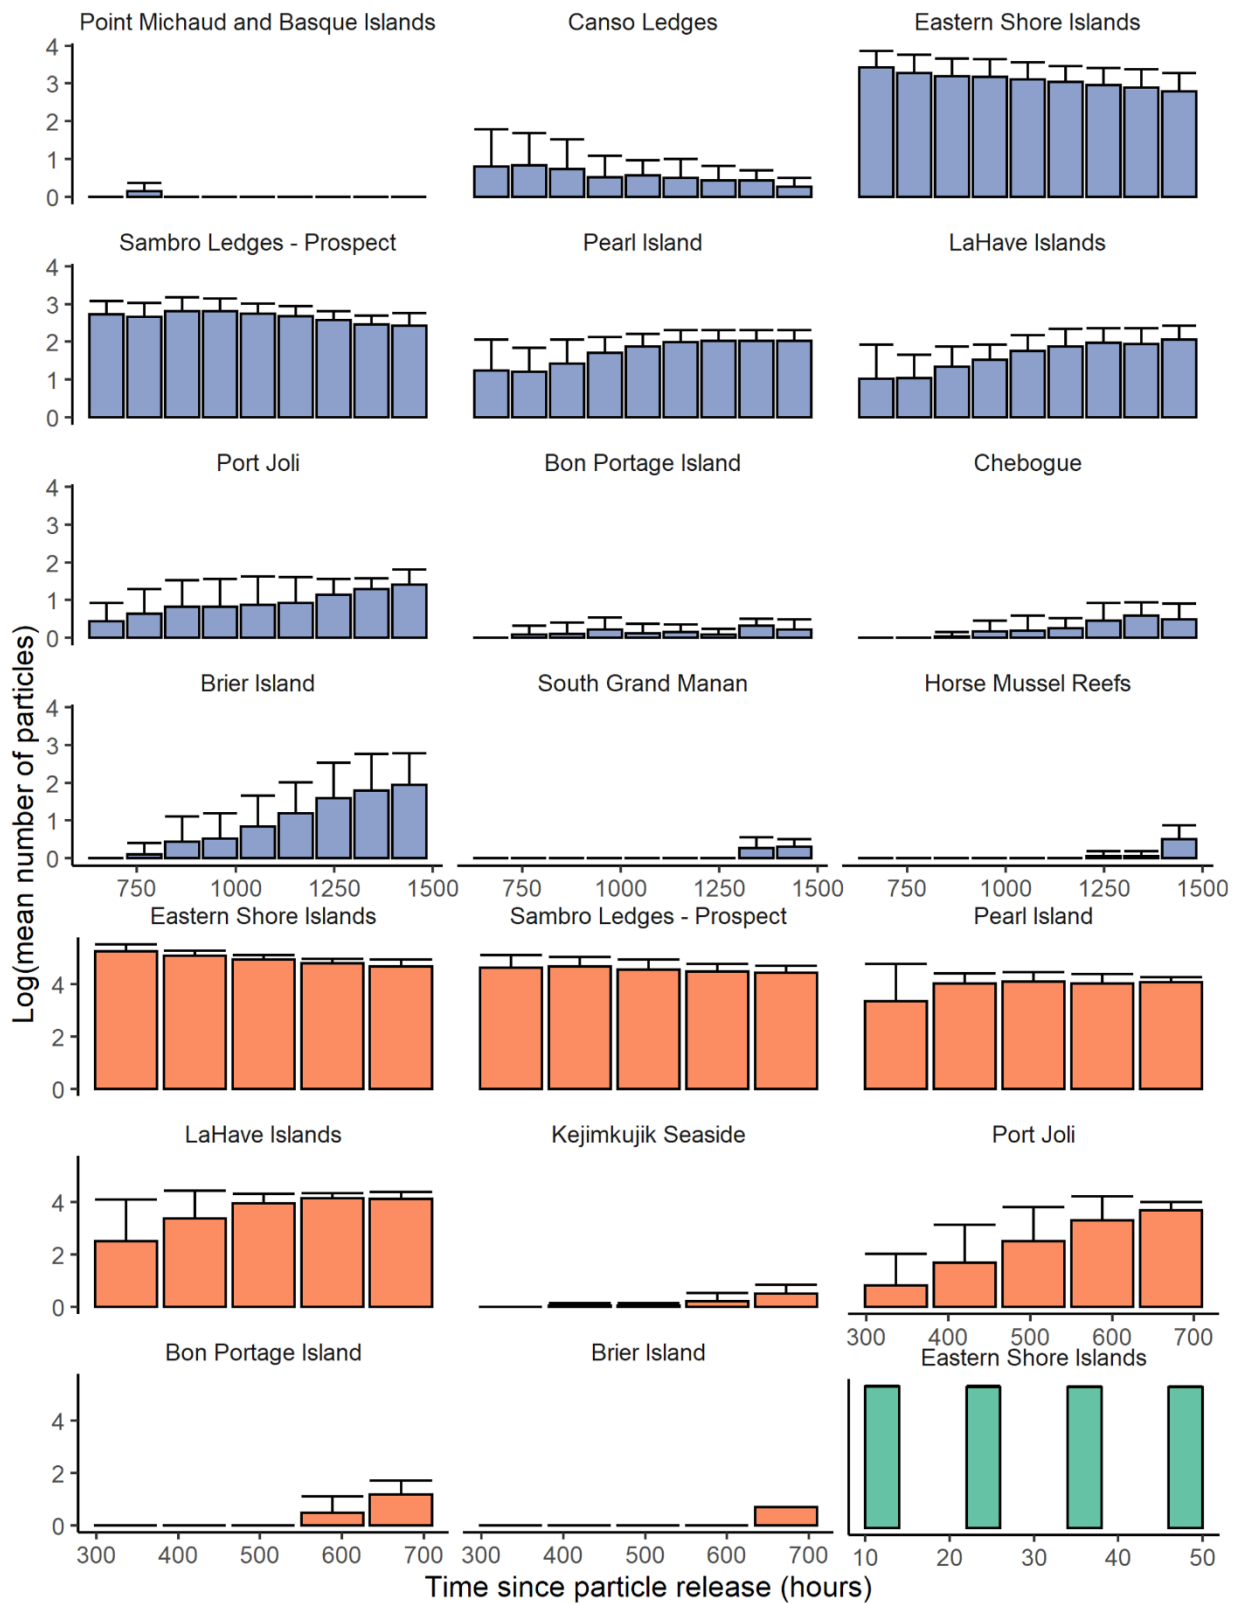 Point Michaud and Basque Islands Canso Ledges Eastern Shore Islands
4
3
2
1
0
Sambro Ledges - Prospect Pearl Island LaHave Islands
4
3
2
1
0
Port Joli Bon Portage Island Chebogue
4
3
2
1
0
Brier Island South Grand Manan Horse Mussel Reefs
4
3
2
1
0
750 1000 1250 1500 750 1000 1250 1500 750 1000 1250 1500
Log(mean number of particles)
Eastern Shore Islands Sambro Ledges - Prospect Pearl Island
4
2
0
LaHave Islands Kejimkujik Seaside Port Joli
4
2
0
300 400 500 600 700
Bon Portage Island Brier Island Eastern Shore Islands
4
2
0
300 400 500 600 700 300 400 500 600 700 10 20 30 40 50
Time since particle release (hours)